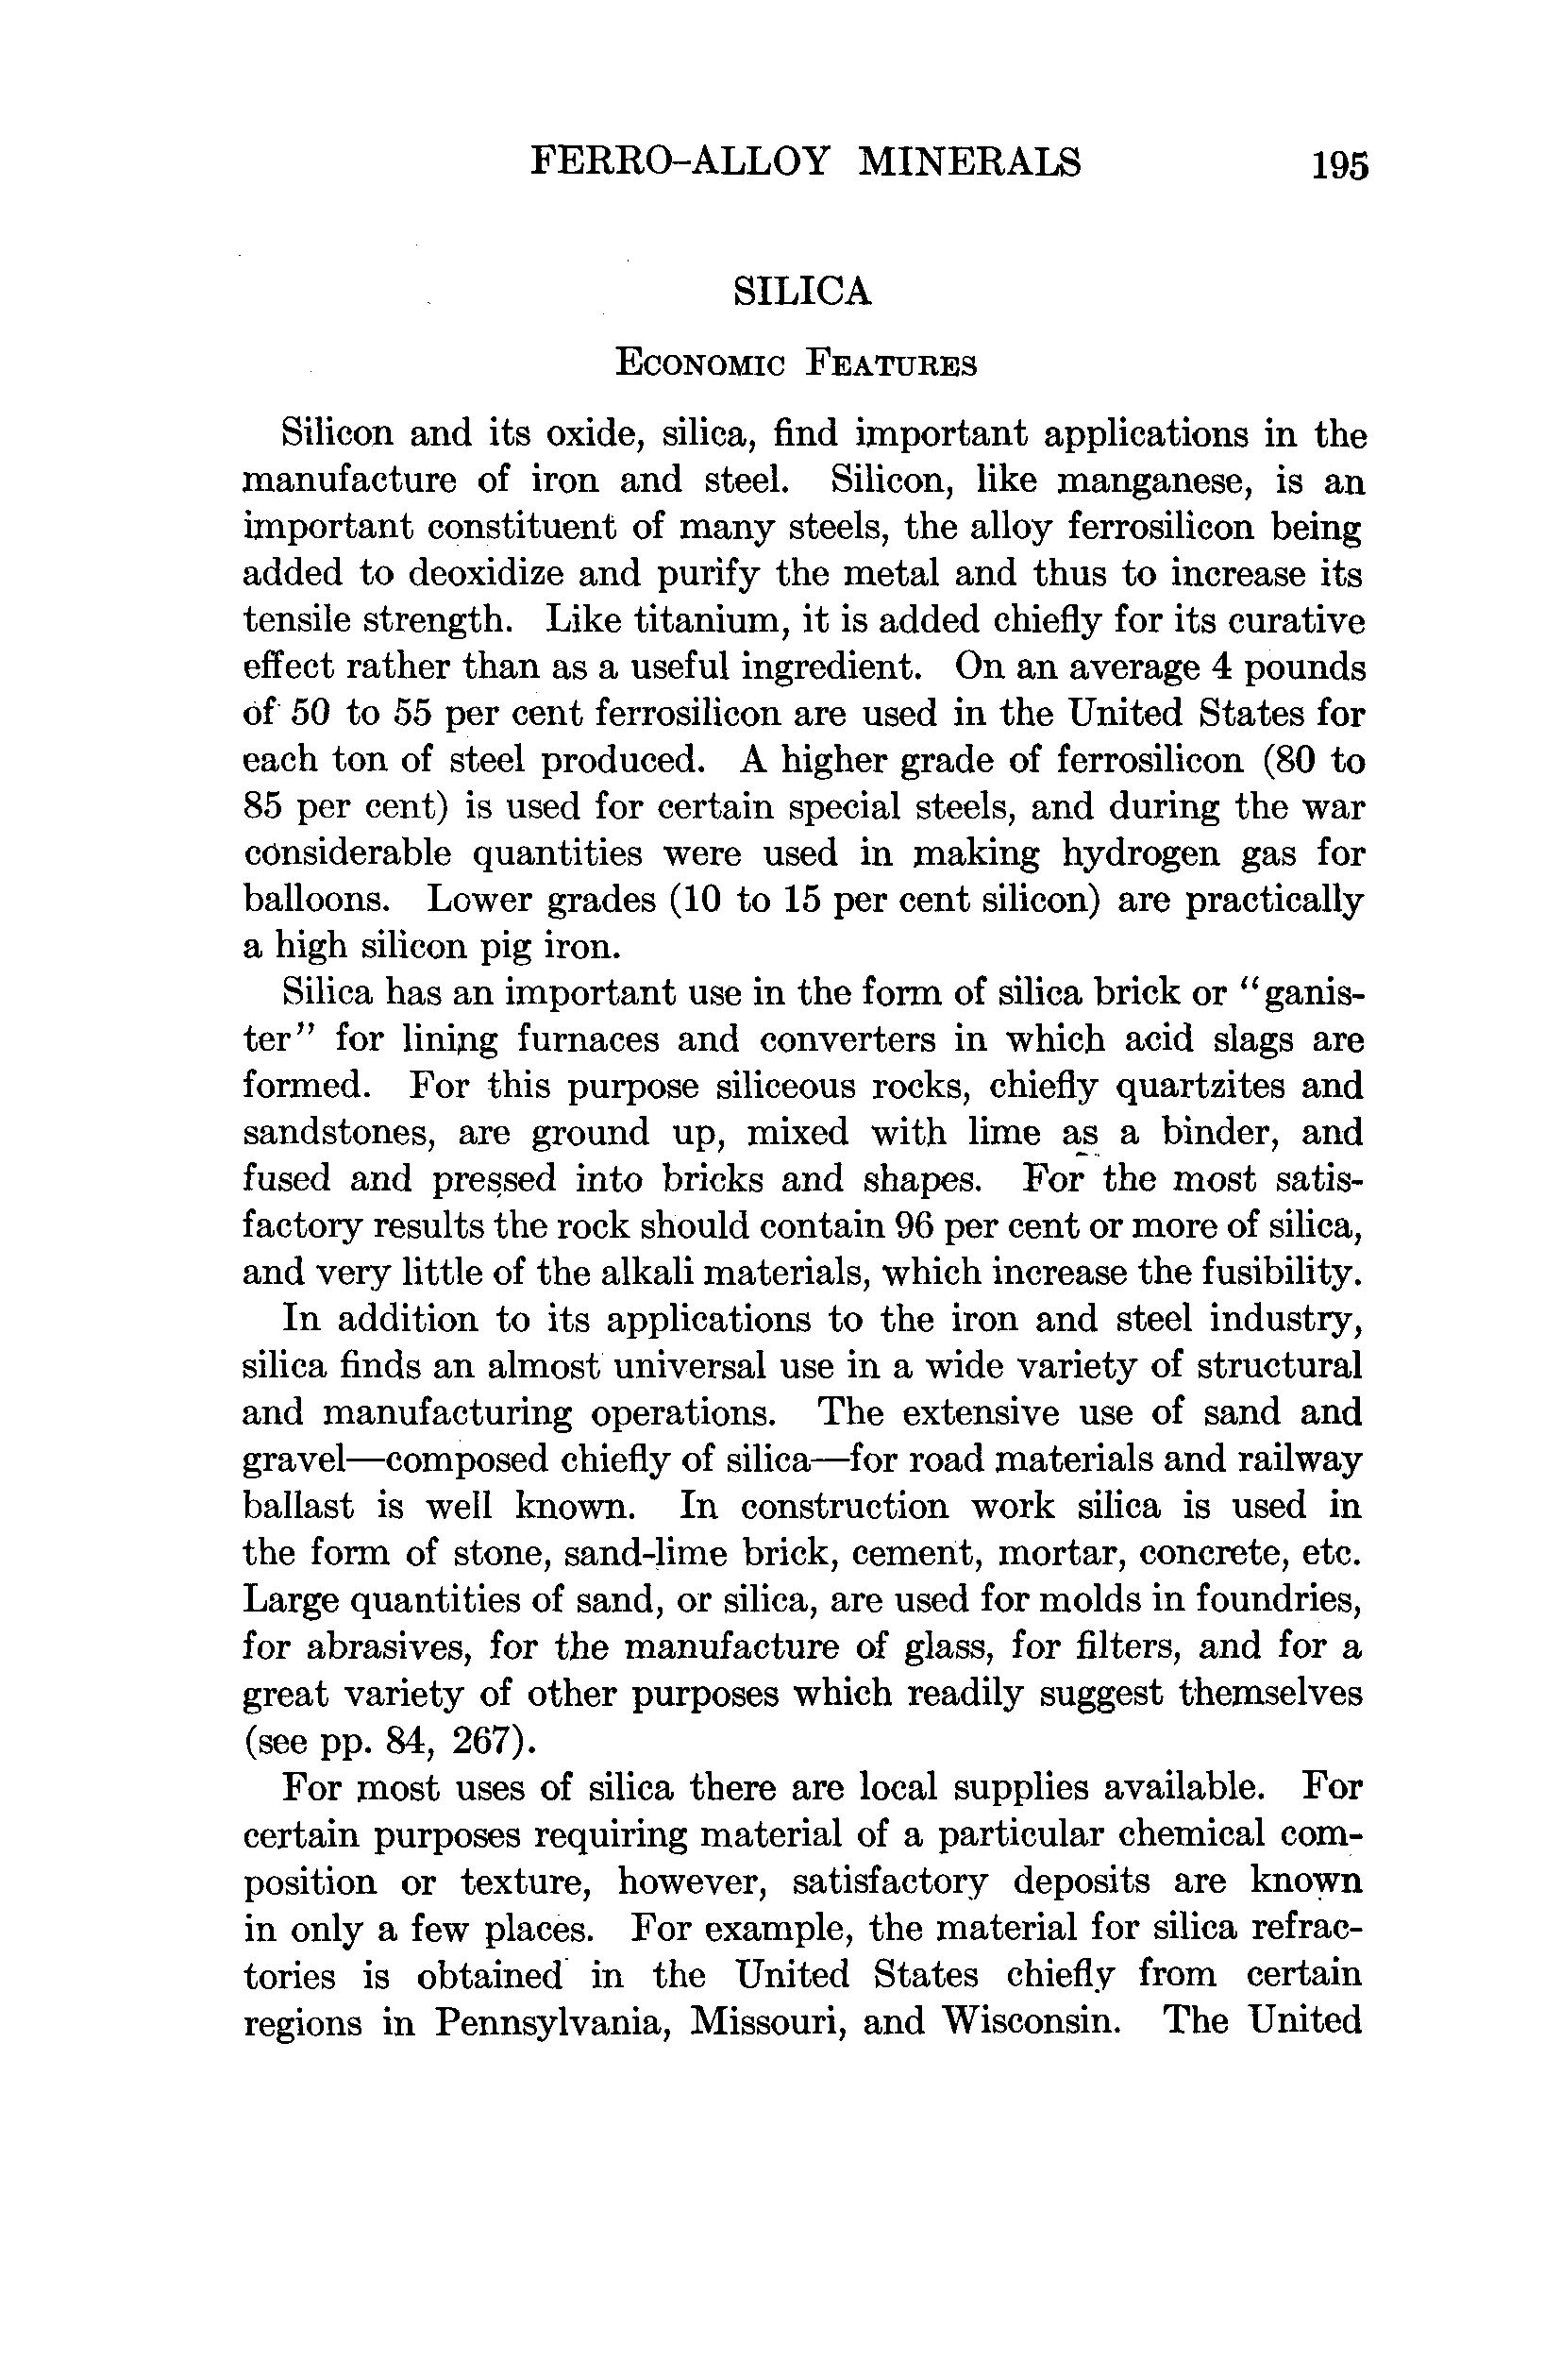 FERRO-ALLOY MINERALS 195
SILICA
ECONOMIC FEATURES
Silicon and its oxide, silica, find important applications in the
manufacture of iron and steel. Silicon, like manganese, is an
important constituent of many steels, the alloy ferrosilicon being
added to deoxidize and purify the metal and thus to increase its
tensile strength. Like titanium, it is added chiefly for its curative
effect rather than as a useful ingredient. On an average 4 pounds
of 50 to 55 per cent ferrosilicon are used in the United States for
each ton of steel produced. A higher grade of ferrosilicon (80 to
85 per cent) is used for certain special steels, and during the war
considerable quantities were used in making hydrogen gas for
balloons. Lower grades (10 to 15 per cent silicon) are practically
a high silicon pig iron.
Silica has an important use in the form of silica brick or "ganis-
ter" for lining furnaces and converters in which acid slags are
formed. For this purpose siliceous rocks, chiefly quartzites and
sandstones, are ground up, mixed with lime as a binder, and
fused and pressed into bricks and shapes. For the most satis-
factory results the rock should contain 96 per cent or more of silica,
and very little of the alkali materials, which increase the fusibility.
In addition to its applications to the iron and steel industry,
silica finds an almost universal use in a wide variety of structural
and manufacturing operations. The extensive use of sand and
gravel—composed chiefly of silica—for road materials and railway
ballast is well known. In construction work silica is used in
the form of stone, sand-lime brick, cement, mortar, concrete, etc.
Large quantities of sand, or silica, are used for molds in foundries,
for abrasives, for the manufacture of glass, for filters, and for a
great variety of other purposes which readily suggest themselves
(see pp. 84, 267).
For most uses of silica there are local supplies available. For
certain purposes requiring material of a particular chemical com-
position or texture, however, satisfactory deposits are known
in only a few places. For example, the material for silica refrac-
tories is obtained in the United States chiefly from certain
regions in Pennsylvania, Missouri, and Wisconsin. The United